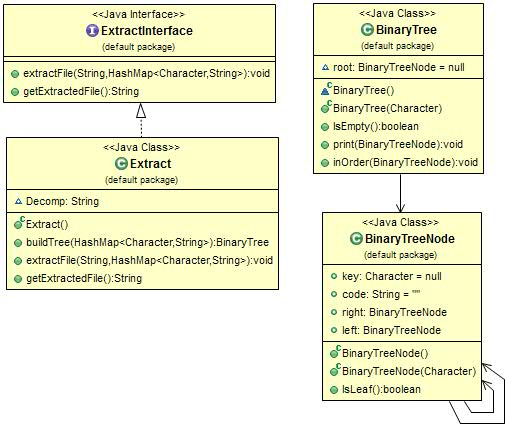 <<Java Interface>>
ExtractInterface
(default package)
extractFile(String,HashMap<Character,String>):void
getExtractedFile():String
<<Java Class>>
Extract
(default package)
Decomp: String
Extract()
buildTree(HashMap<Character,String>):BinaryTree
extractFile(String,HashMap<Character,String>):void
getExtractedFile():String
<<Java Class>>
BinaryTree
(default package)
root: BinaryTreeNode = null
BinaryTree()
BinaryTree(Character)
IsEmpty():boolean
print(BinaryTreeNode):void
inOrder(BinaryTreeNode):void
<<Java Class>>
BinaryTreeNode
(default package)
key: Character = null
code: String = ""
right: BinaryTreeNode
left: BinaryTreeNode
BinaryTreeNode()
BinaryTreeNode(Character)
IsLeaf():boolean